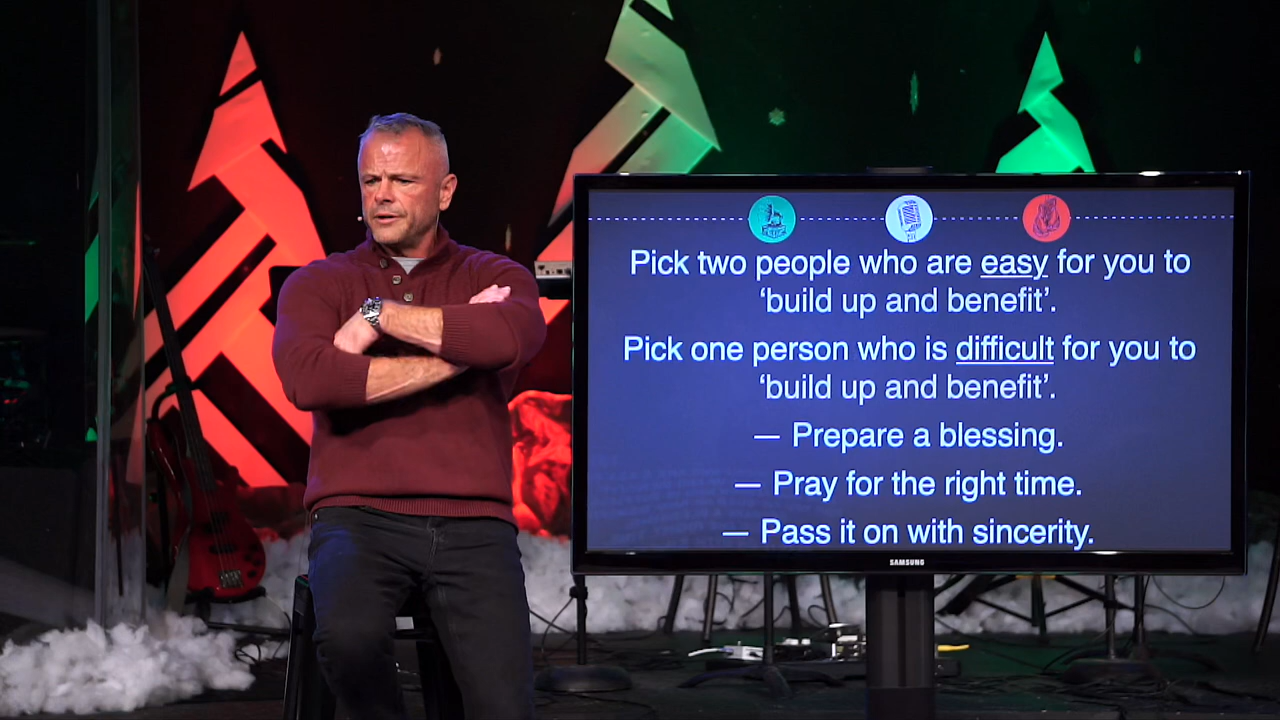 Pick two people who are easy for you to
‘build up and benefit’.
Pick one person who is difficult for you to
‘build up and benefit’.
— Prepare a blessing.
— Pray for the right time.
— Pass it on with sincerity.
SAMSUNG